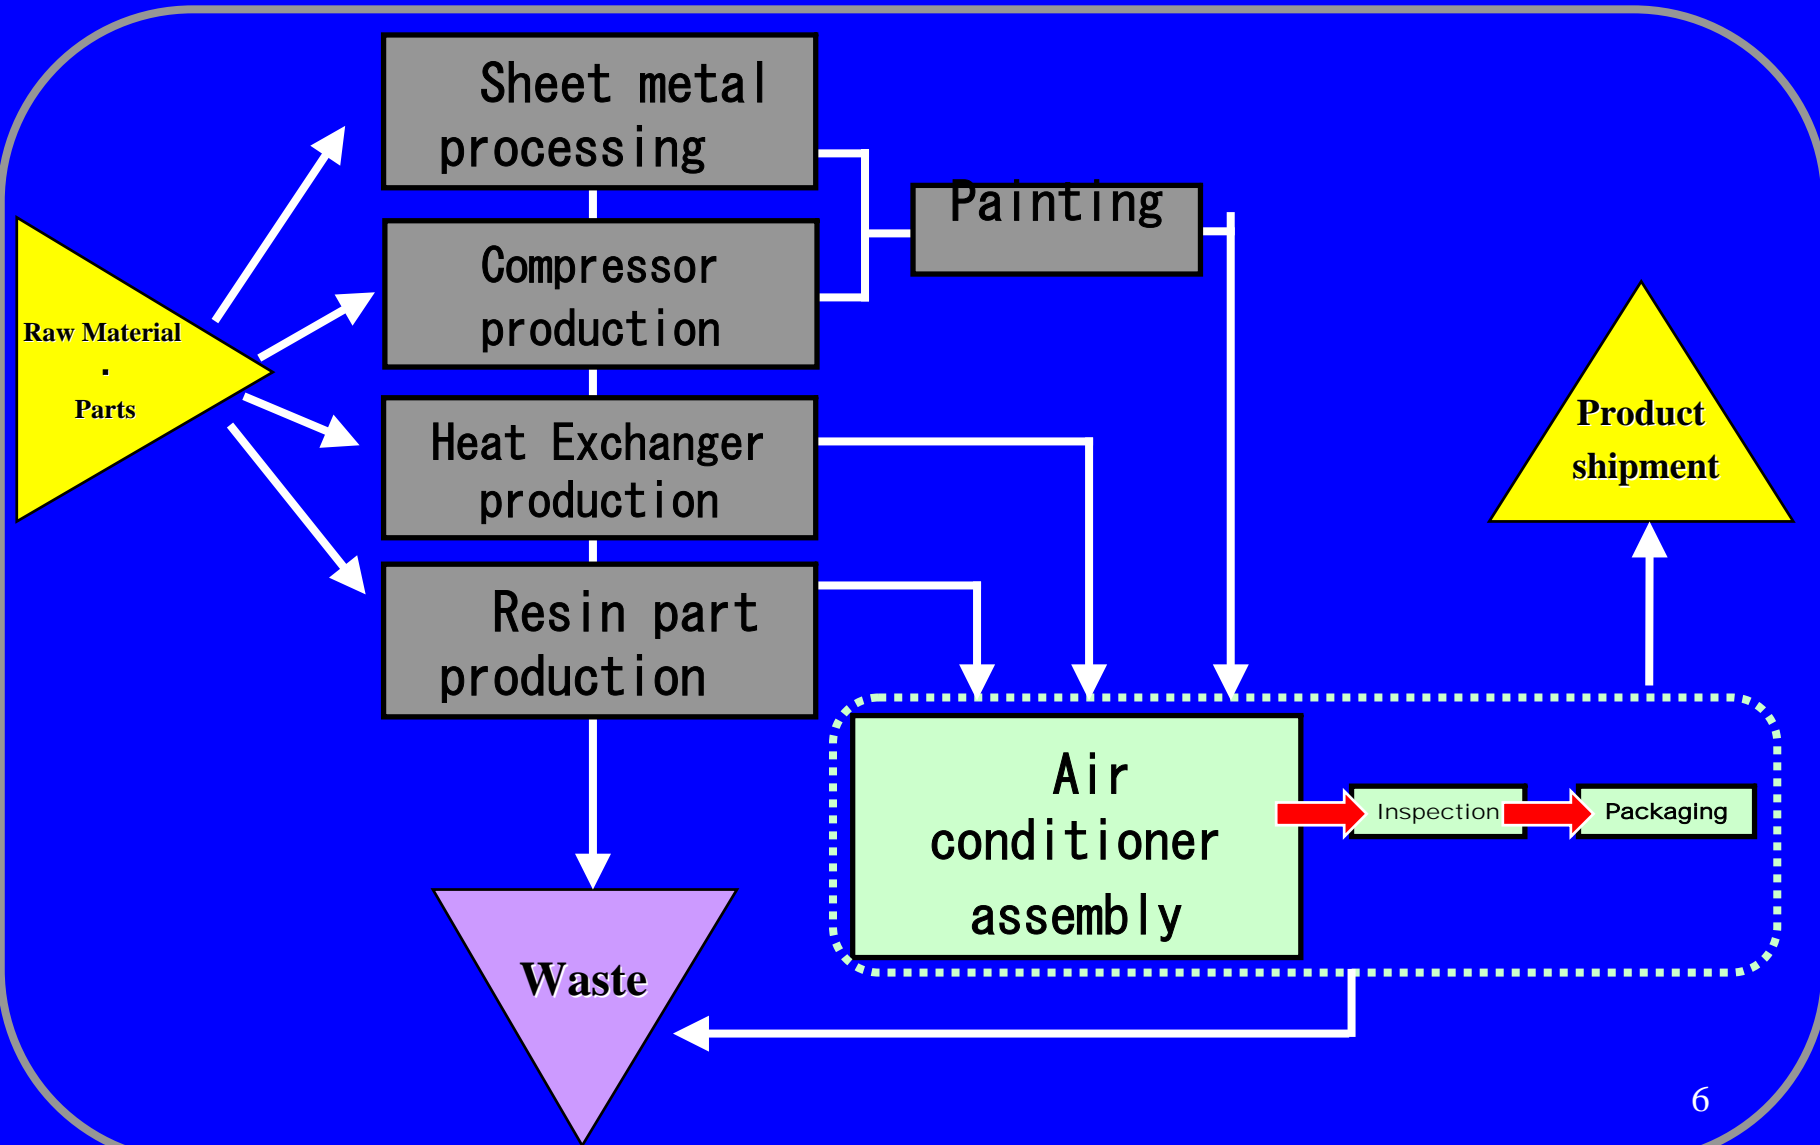 Sheet metal
processing
Painting
Compressor
production
Raw Material
・
Parts
Heat Exchanger
production
Product
shipment
Resin part
production
Air
conditioner
assembly
Inspection
Packaging
Waste
6